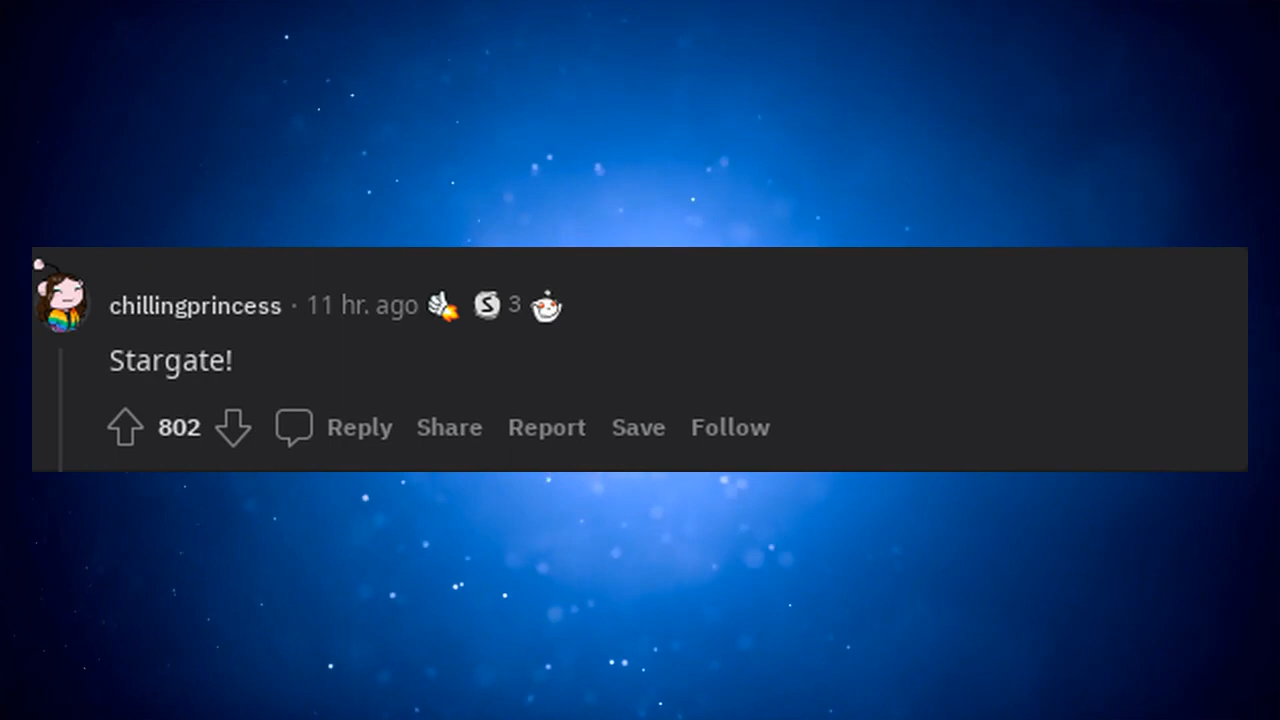 chillingprincess · 11 hr. ago 3
Stargate!
802 Reply Share Report Save Follow